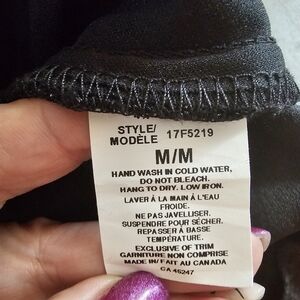 STYLE/
MODÈLE 17F5219
M/M
HAND WASH IN COLD WATER,
DO NOT BLEACH.
HANG TO DRY. LOW IRON.
LAVER À LA MAIN À L'EAU
FROIDE.
NE PAS JAVELLISER.
SUSPENDRE POUR SÉCHER.
REPASSER A BASSE
TEMPÉRATURE.
EXCLUSIVE OF TRIM
GARNITURE NON COMPRISE
MADE IN/FAIT AU CANADA
CA 46247